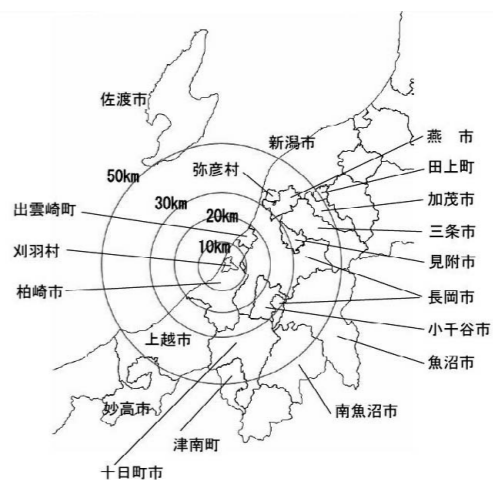 佐渡市
新潟市
燕 市
田上町
弥彦村
50km
加茂市
30km
出雲崎町
20km
三条市
見附市
刈羽村
10km
柏崎市
長岡市
小千谷市
上越市
魚沼市
妙高市
南魚沼市
津南町
十日町市